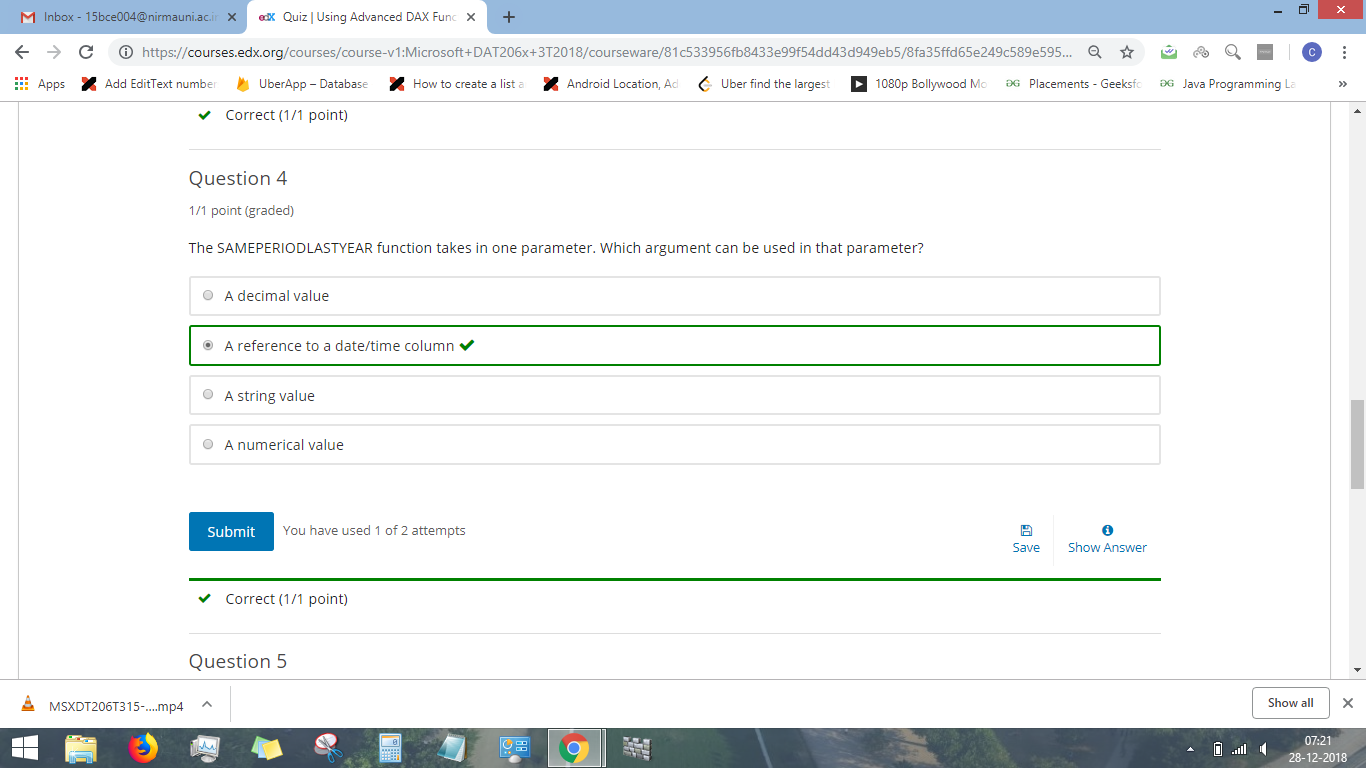 Inbox - 15bce004@nirmauni.ac.i
edX Quiz | Using Advanced DAX Func
https://courses.edx.org/courses/course-v1:Microsoft+DAT206x+3T2018/courseware/81c533956fb8433e99f54dd43d949eb5/8fa35ffd65e249c589e595...
C
Apps
Add EditText number
UberApp – Database
How to create a list a
Android Location, Ad
Uber find the largest
1080p Bollywood Mo
Placements - Geeksfo
Java Programming La
»
Correct (1/1 point)
Question 4
1/1 point (graded)
The SAMEPERIODLASTYEAR function takes in one parameter. Which argument can be used in that parameter?
A decimal value
A reference to a date/time column
A string value
A numerical value
Submit
You have used 1 of 2 attempts
Save
Show Answer
Correct (1/1 point)
Question 5
MSXDT206T315-....mp4
Show all
07:21
28-12-2018